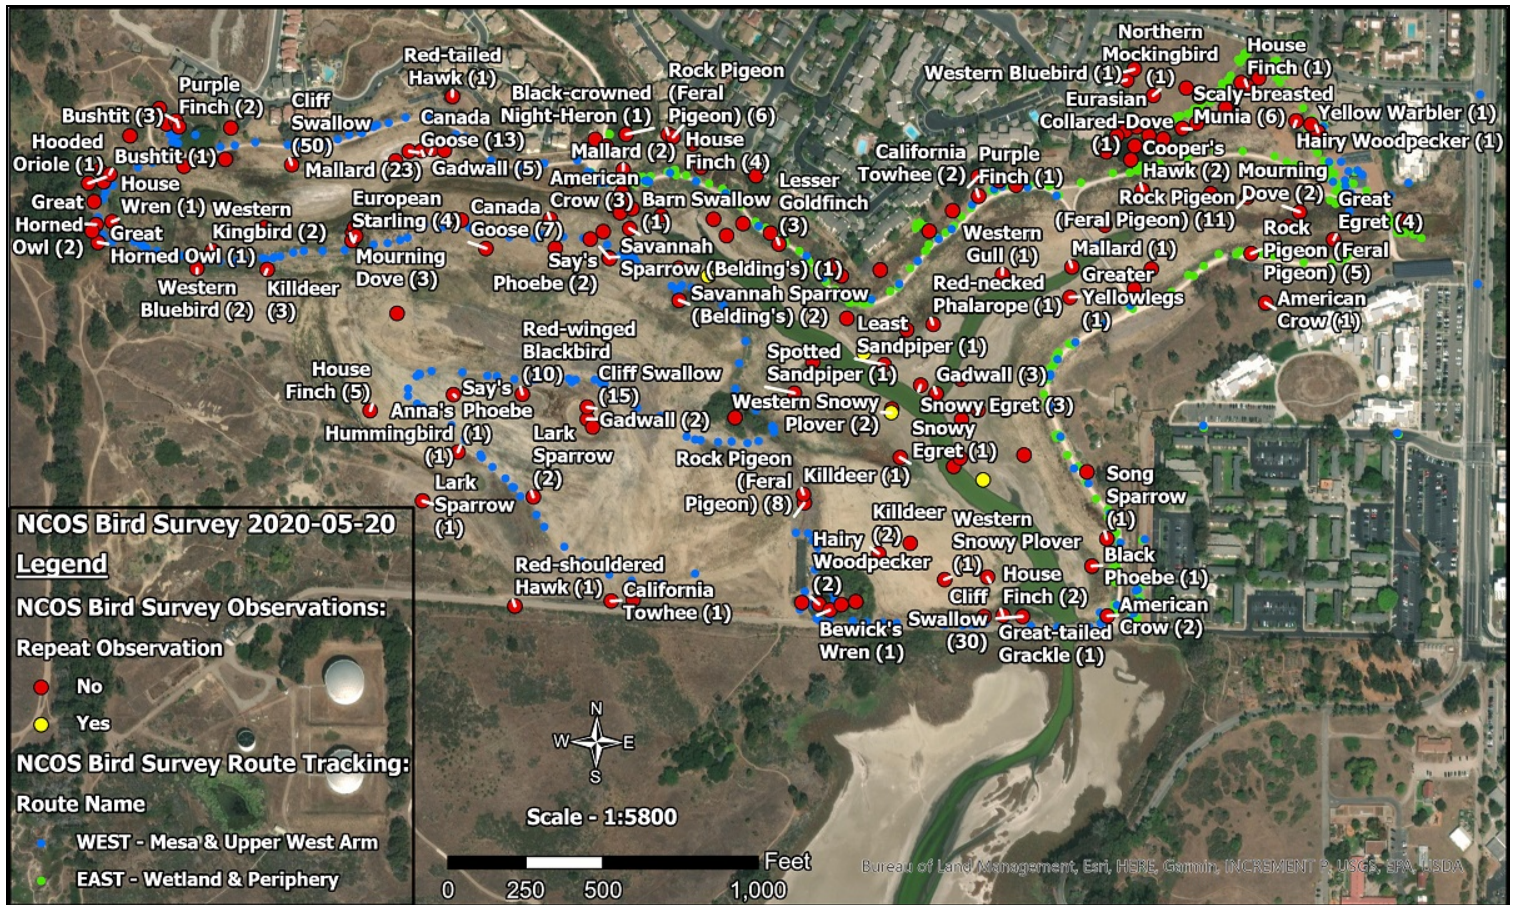 Northern
Mockingbird
(1)
House
Finch (1)
Western Bluebird (1)
Red-tailed
Hawk (1)
Rock Pigeon
(Feral
Pigeon) (6)
Purple
Finch (2)
Cliff
Swallow
(50)
Black-crowned
Night-Heron (1)
Eurasian
Collared-Dove
(1)
Scaly-breasted
Munia (6)
Yellow Warbler (1)
Hairy Woodpecker (1)
Bushtit (3)
Canada
Goose (13)
Hooded
Oriole (1)
Bushtit (1)
Mallard (23)
Gadwall (5)
Mallard (2)
House
Finch (4)
California
Towhee (2)
Purple
Finch (1)
Cooper's
Hawk (2)
Mourning
Dove (2)
American
Crow (3)
Lesser
Goldfinch
(3)
House
Wren (1)
Great
Horned
Owl (2)
European
Starling (4)
Canada
Goose (7)
Barn Swallow
(1)
Rock Pigeon
(Feral Pigeon) (11)
Great
Egret (4)
Western
Kingbird (2)
Great
Horned Owl (1)
Western
Gull (1)
Mallard (1)
Rock
Pigeon (Feral
Pigeon) (5)
Mourning
Dove (3)
Say's
Phoebe (2)
Savannah
Sparrow (Belding's) (1)
Western
Bluebird (2)
Killdeer
(3)
Savannah Sparrow
(Belding's) (2)
Red-necked
Phalarope (1)
Greater
Yellowlegs
(1)
American
Crow (1)
Red-winged
Blackbird
(10)
Least
Sandpiper (1)
Spotted
Sandpiper (1)
House
Finch (5)
Say's
Phoebe
(1)
Cliff Swallow
(15)
Gadwall (3)
Anna's
Hummingbird
(1)
Gadwall (2)
Western Snowy
Plover (2)
Snowy Egret (3)
Snowy
Egret (1)
Lark
Sparrow
(2)
Rock Pigeon
(Feral
Pigeon) (8)
Killdeer (1)
Lark
Sparrow
(1)
Song
Sparrow
(1)
Killdeer
(2)
Western
Snowy Plover
(1)
Hairy
Woodpecker
(2)
Black
Phoebe (1)
Red-shouldered
Hawk (1)
California
Towhee (1)
House
Finch (2)
Cliff
Swallow
(30)
American
Crow (2)
Bewick's
Wren (1)
Great-tailed
Grackle (1)
NCOS Bird Survey 2020-05-20
Legend
NCOS Bird Survey Observations:
Repeat Observation
No
Yes
NCOS Bird Survey Route Tracking:
Route Name
WEST - Mesa & Upper West Arm
EAST - Wetland & Periphery
N
W E
S
Scale - 1:5800
Feet
0 250 500 1,000
Bureau of Land Management, Esri, HERE, Garmin, INCREMENT P, USGS, EPA, USDA